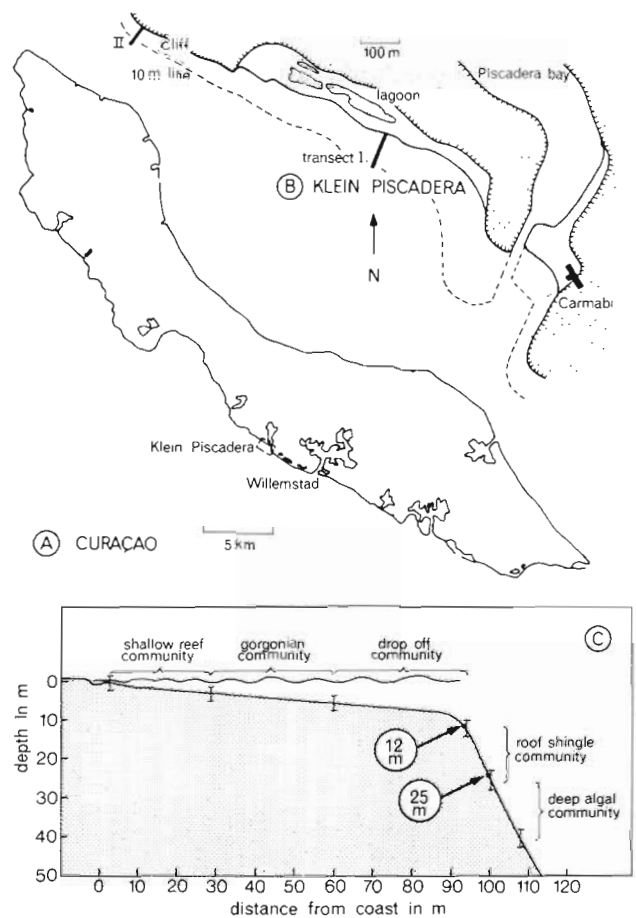 II
Cliff
100 m
10 m line
lagoon
Piscadera bay
transect 1.
B KLEIN PISCADERA
N
Carmabi
Klein Piscadera
Willemstad
A CURAÇAO
5 km
C
shallow reef
community
gorgonian
community
drop off
community
depth in m
0
10
20
30
40
50
12
m
25
m
roof shingle
community
deep algal
community
0 10 20 30 40 50 60 70 80 90 100 110 120
distance from coast in m